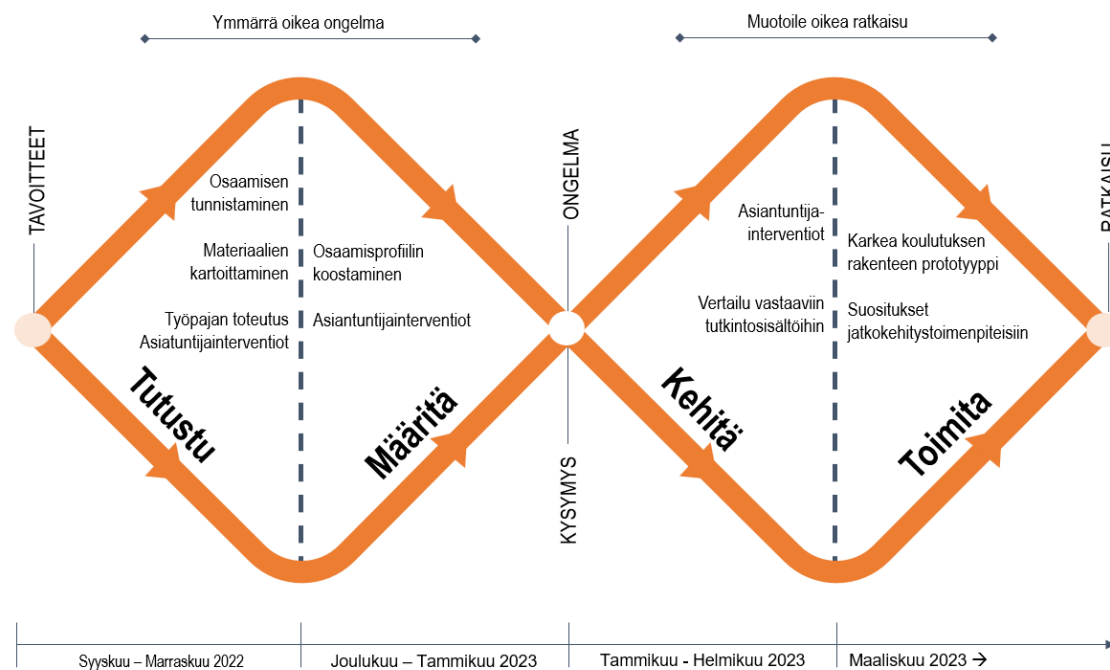 Ymmärrä oikea ongelma
Muotoile oikea ratkaisu
TAVOITTEET
Osaamisen
tunnistaminen
Materiaalien
kartoittaminen
Työpajan toteutus
Asiatuntijainterventiot
Osaamisprofiilin
koostaminen
Asiantuntijainterventiot
Tutustu
Määritä
ONGELMA
KYSYMYS
Asiantuntija-
interventiot
Vertailu vastaaviin
tutkintosisältöihin
Karkea koulutuksen
rakenteen prototyyppi
Suositukset
jatkokehitystoimenpiteisiin
Kehitä
Toimita
RATKAISU
Syyskuu – Marraskuu 2022
Joulukuu – Tammikuu 2023
Tammikuu - Helmikuu 2023
Maaliskuu 2023 →